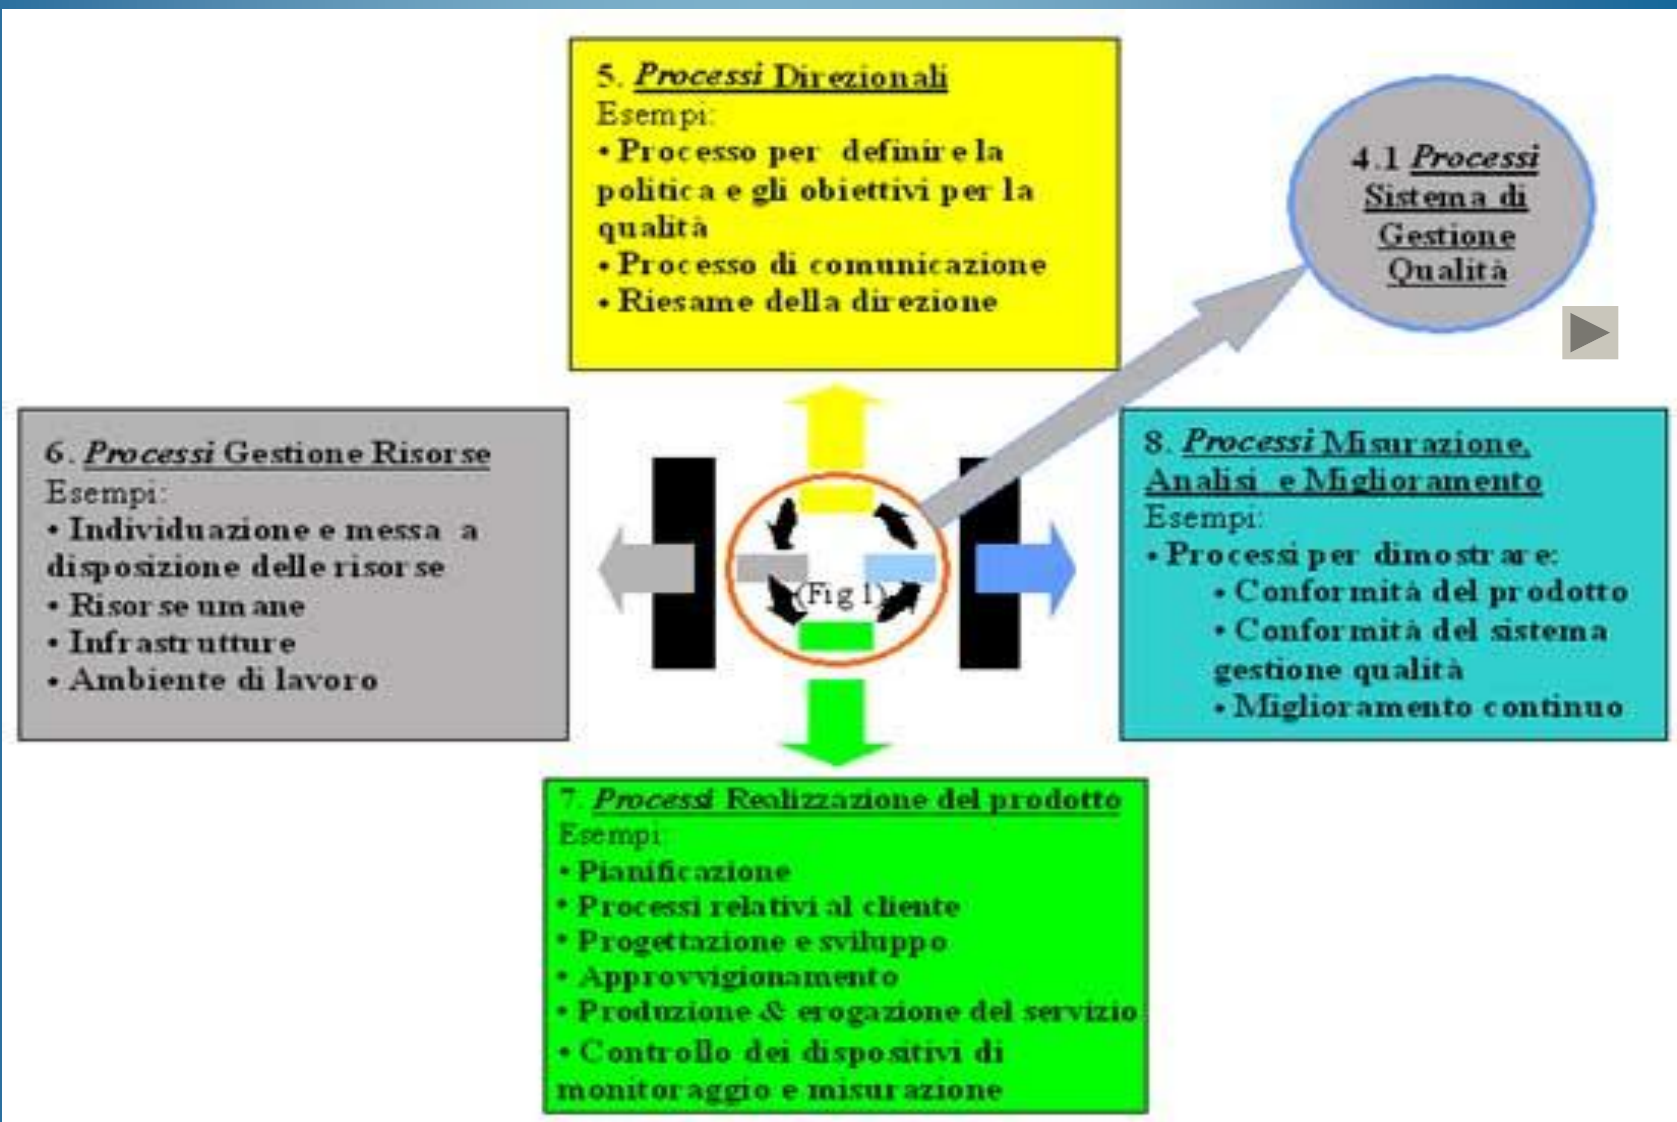 5. Processi Direzionali
Esempi:
• Processo per definire la
politica e gli obiettivi per la
qualità
• Processo di comunicazione
• Riesame della direzione
4.1 Processi
Sistema di
Gestione
Qualità
6. Processi Gestione Risorse
Esempi:
• Individuazione e messa a
disposizione delle risorse
• Risorse umane
• Infrastrutture
• Ambiente di lavoro
(Fig 1)
8. Processi Misurazione,
Analisi e Miglioramento
Esempi:
• Processi per dimostrare:
• Conformità del prodotto
• Conformità del sistema
gestione qualità
• Miglioramento continuo
7. Processi Realizzazione del prodotto
Esempi:
• Pianificazione
• Processi relativi al cliente
• Progettazione e sviluppo
• Approvvigionamento
• Produzione & erogazione del servizio
• Controllo dei dispositivi di
monitoraggio e misurazione